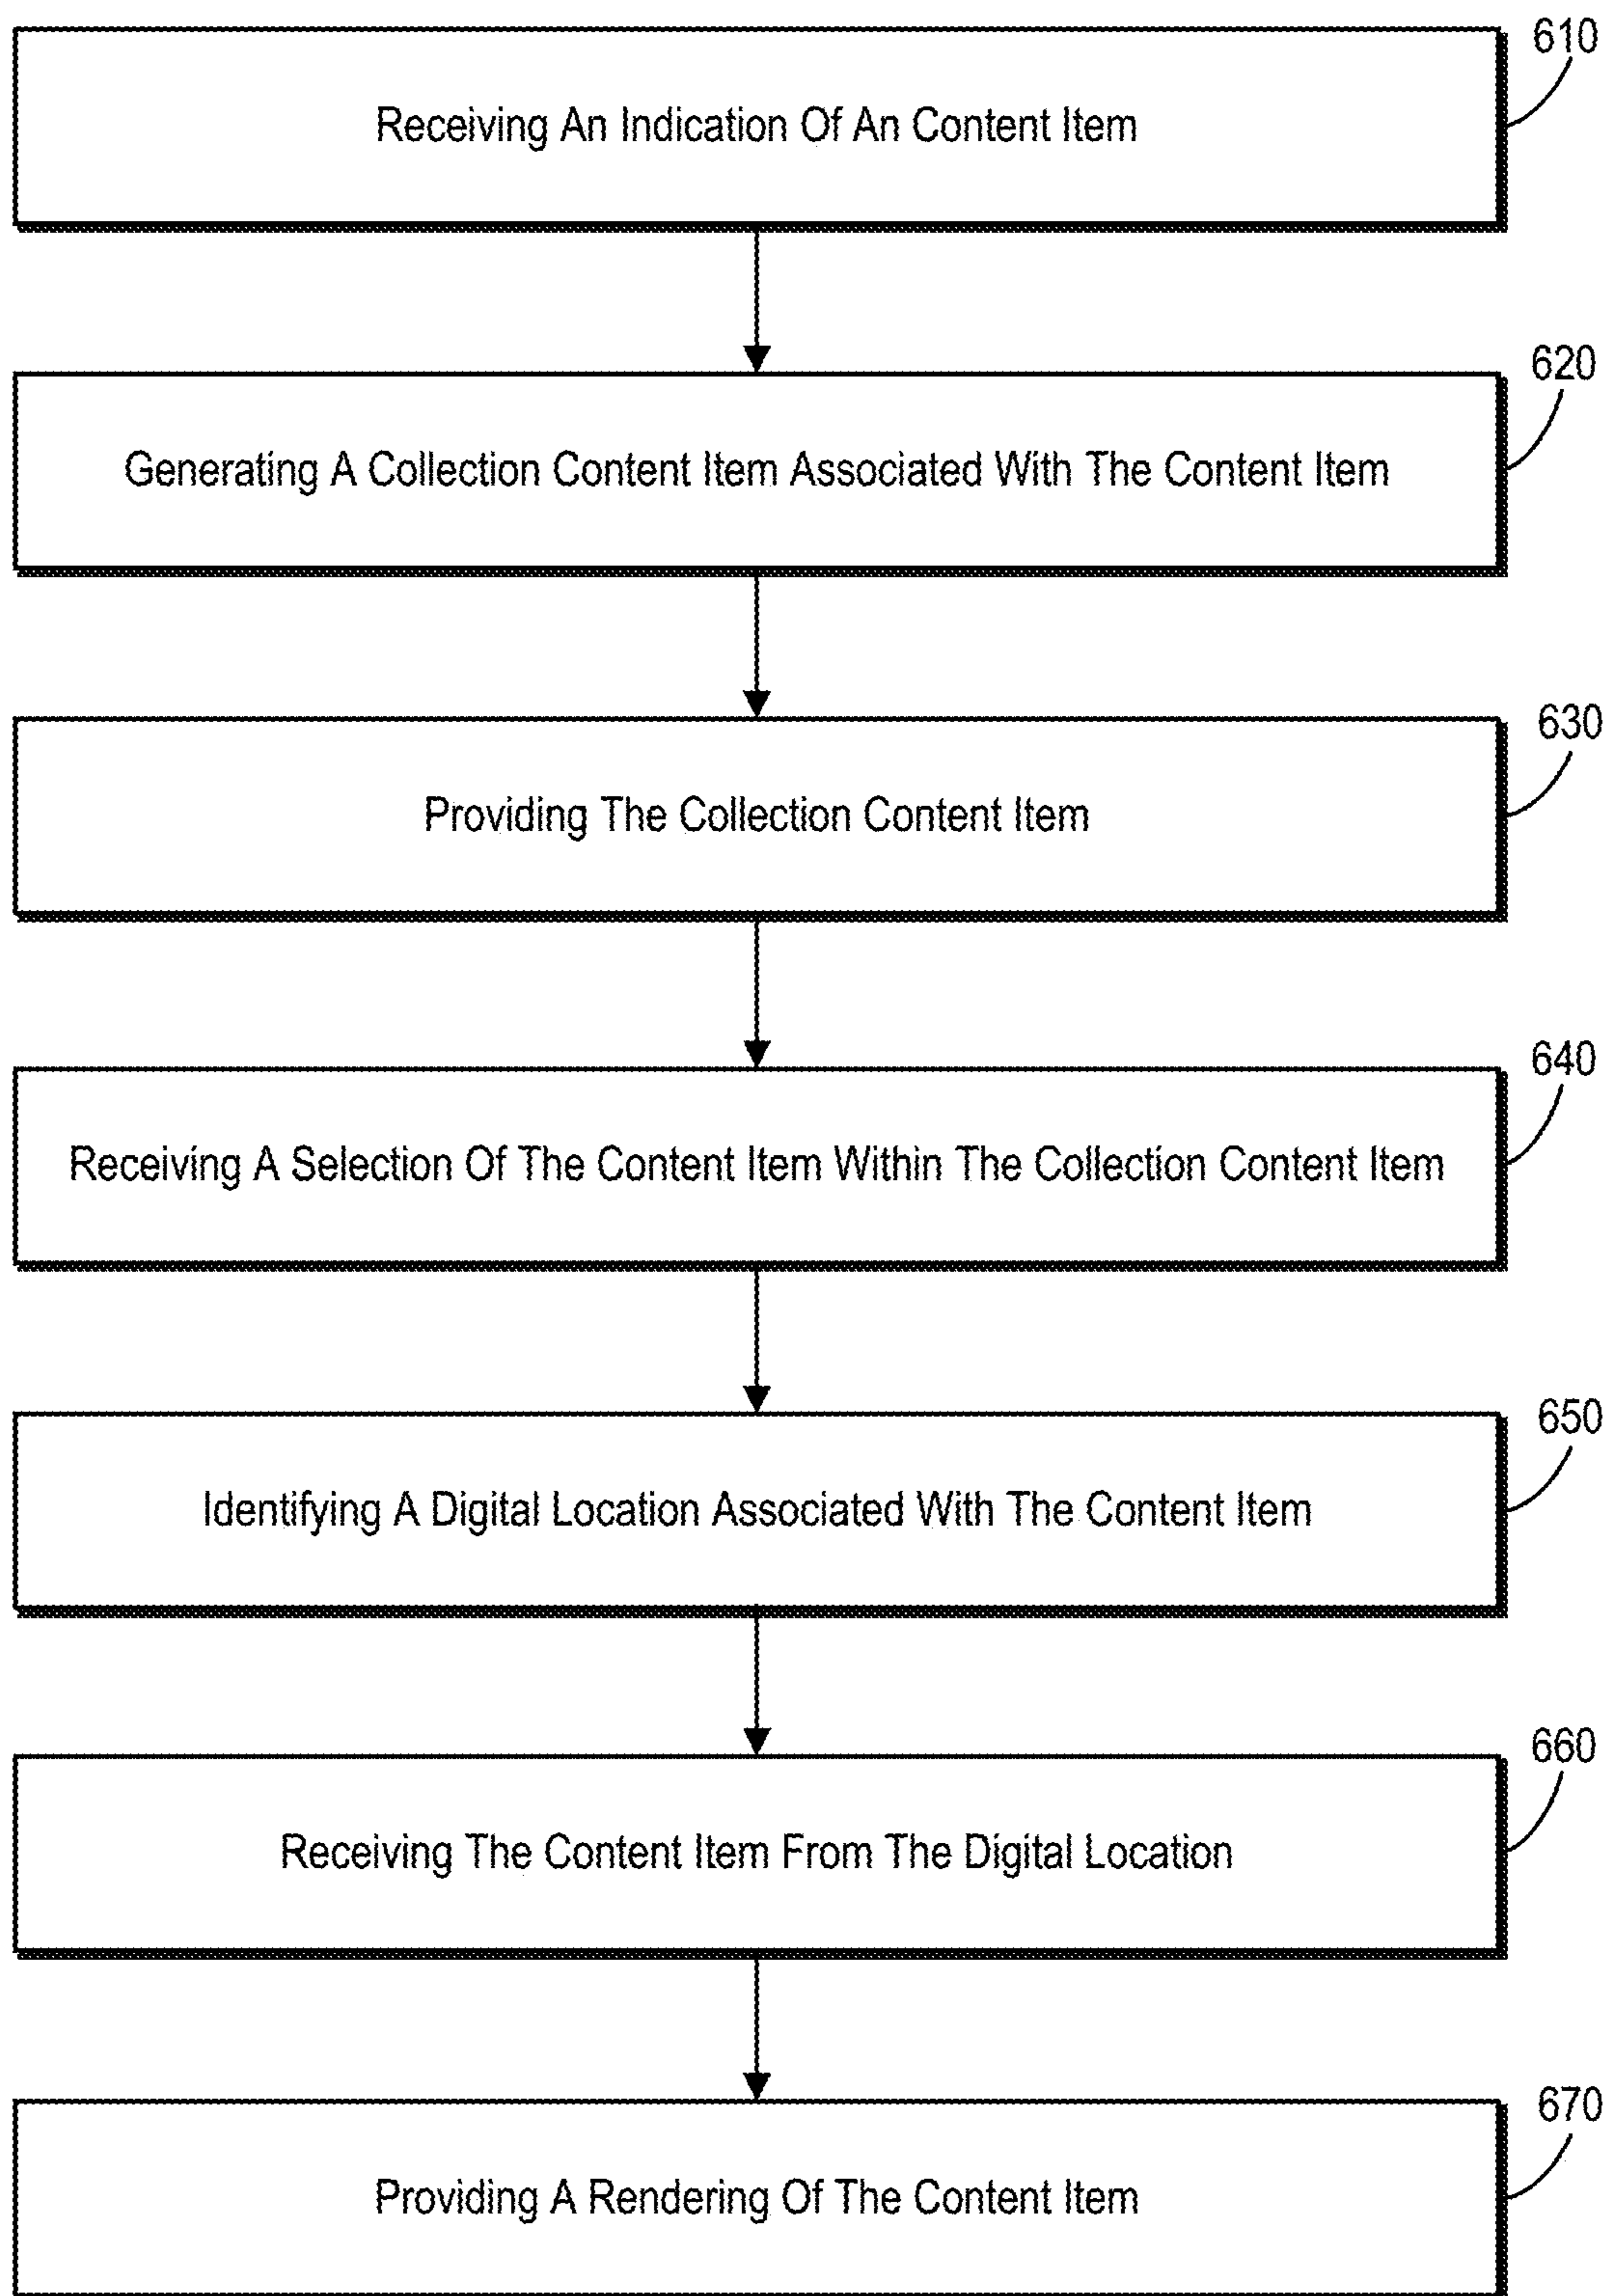 610
Receiving An Indication Of An Content Item
620
Generating A Collection Content Item Associated With The Content Item
630
Providing The Collection Content Item
640
Receiving A Selection Of The Content Item Within The Collection Content Item
650
Identifying A Digital Location Associated With The Content Item
660
Receiving The Content Item From The Digital Location
670
Providing A Rendering Of The Content Item